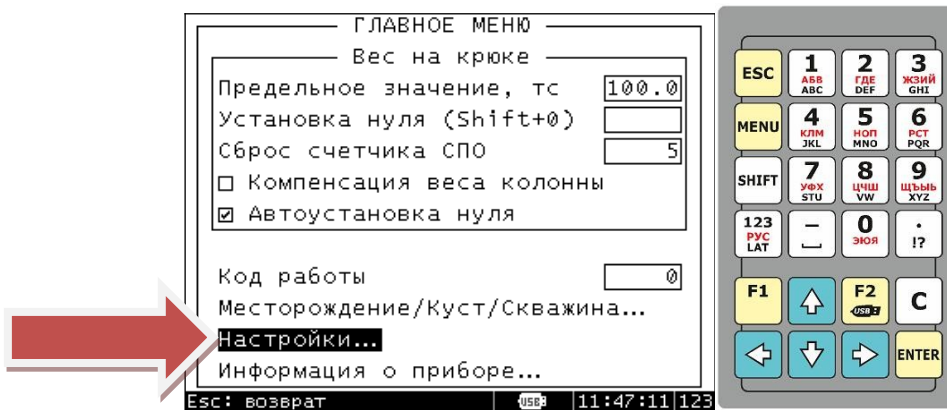 ГЛАВНОЕ МЕНЮ
Вес на крюке
Предельное значение, тс 100.0
Установка нуля (Shift+0)
Сброс счетчика СПО 5
Компенсация веса колонны
Автоустановка нуля
Код работы 0
Месторождение/Куст/Скважина...
Настройки...
Информация о приборе...
Esc: возврат USB 11:47:11 123
ESC 1 2 3
АБВ ГДЕ ЖЗИЙ
ABC DEF GHI
MENU 4 5 6
КЛМ НОП РСТ
JKL MNO PQR
SHIFT 7 8 9
УФХ ЦЧШ ЩЪЫЬ
STU VW XYZ
123 – 0 .
РУС ЭЮЯ !?
LAT
F1 F2 C
USB
ENTER